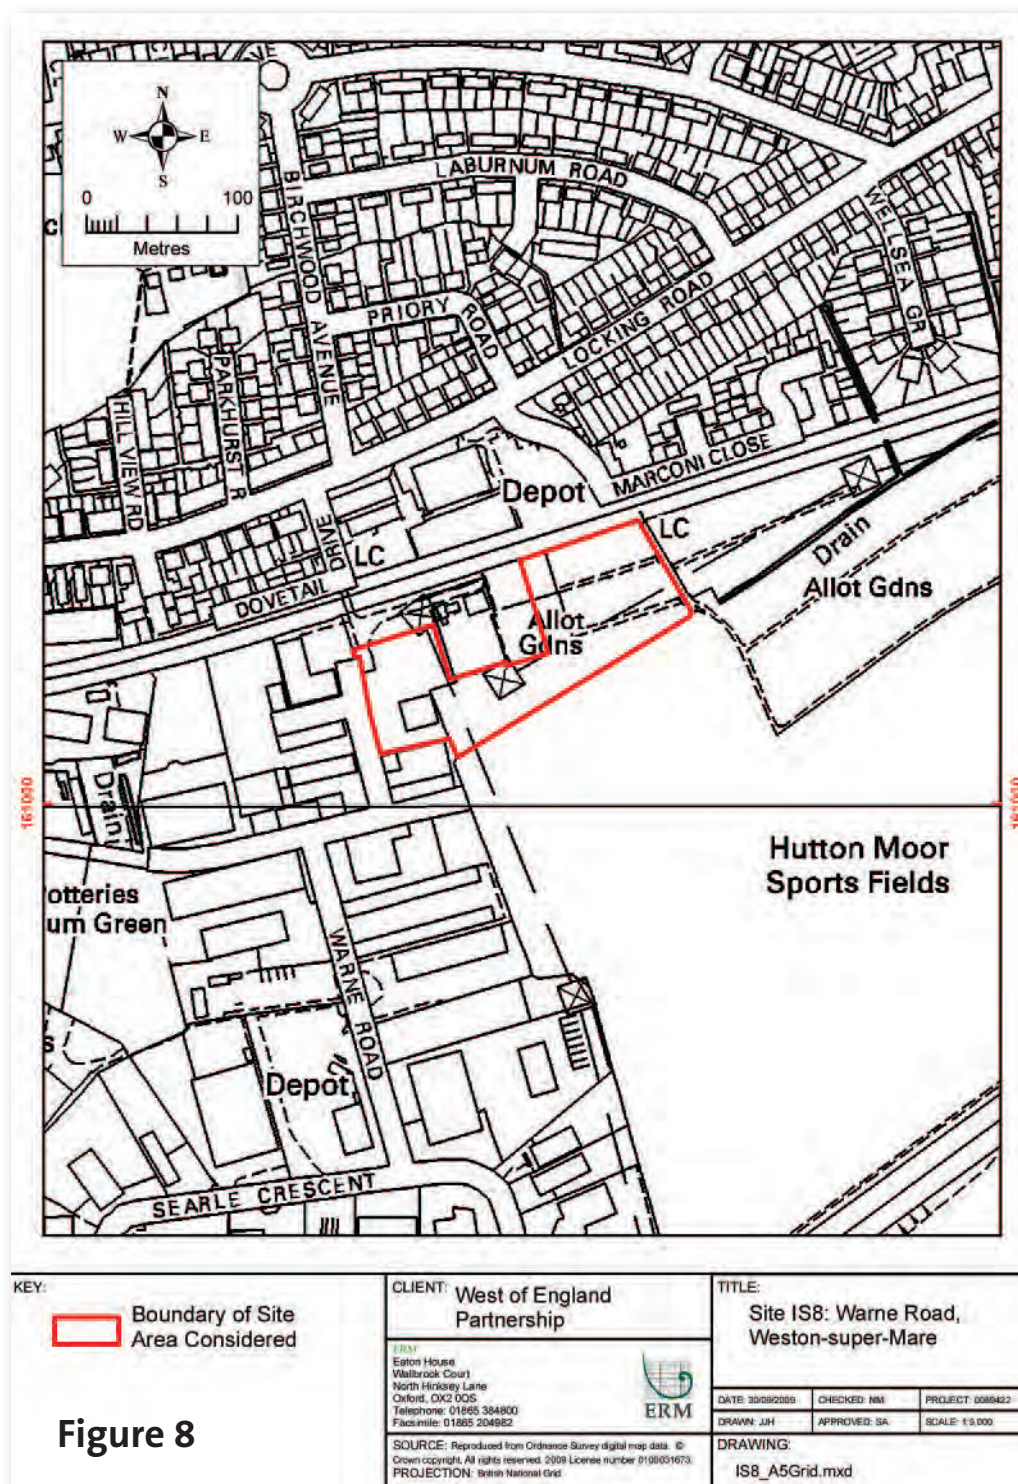 N
W E
S
0 100
Metres
BIRCHWOOD AVENUE
LABURNUM ROAD
WELLSEA GR
PRIORY ROAD
LOCKING ROAD
PARKHURST R
HILL VIEW RD
MARCONI CLOSE
Depot
DOVETAIL DRIVE
LC
LC
Drain
Allot Gdns
Allot
Gdns
161000
161000
Drain
Hutton Moor
Sports Fields
otteries
um Green
WARNE ROAD
Depot
SEARLE CRESCENT
KEY:
Boundary of Site
Area Considered
Figure 8
CLIENT: West of England
Partnership
ERM
Eaton House
Wallbrook Court
North Hinksey Lane
Oxford, OX2 0QS
Telephone: 01865 384800
Facsimile: 01865 204982
ERM
SOURCE: Reproduced from Ordnance Survey digital map data. ©
Crown copyright, All rights reserved. 2009 License number 0100031673.
PROJECTION: British National Grid
TITLE:
Site IS8: Warne Road,
Weston-super-Mare
DATE: 30/09/2009 CHECKED: NM PROJECT: 0089422
DRAWN: JJH APPROVED: SA SCALE: 1:5,000
DRAWING:
IS8_A5Grid.mxd